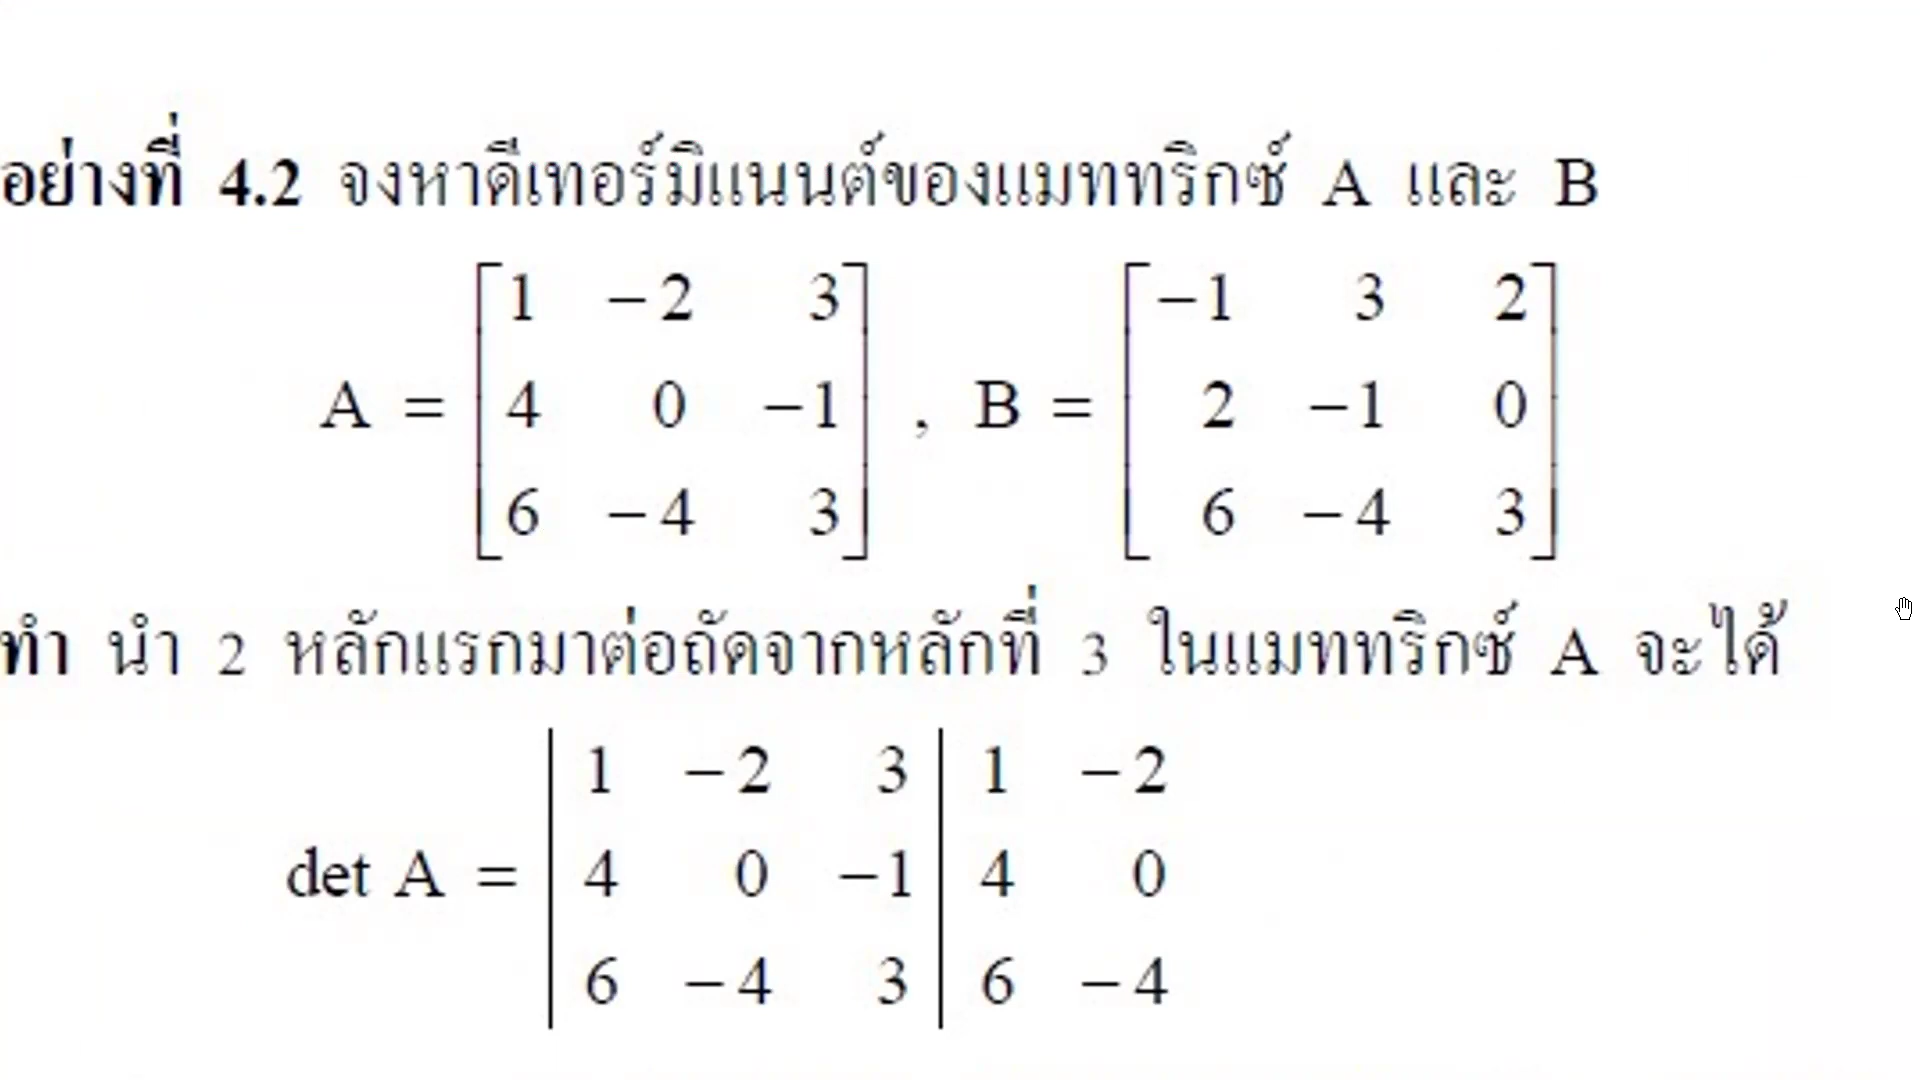 อย่างที่ 4.2 จงหาดีเทอร์มิแนนต์ของแมททริกซ์ A และ B
A = [1 −2 3; 4 0 −1; 6 −4 3] , B = [−1 3 2; 2 −1 0; 6 −4 3]
ทำ นำ 2 หลักแรกมาต่อถัดจากหลักที่ 3 ในแมททริกซ์ A จะได้
det A = | 1 −2 3 | 1 −2
4 0 −1 | 4 0
6 −4 3 | 6 −4